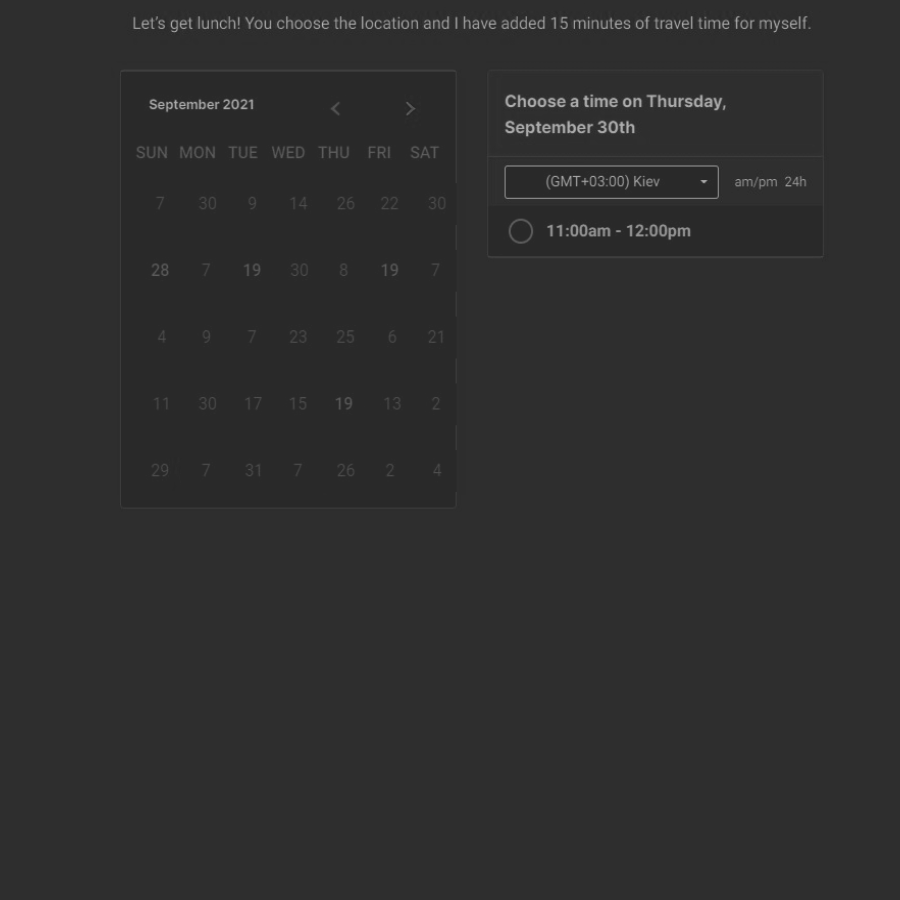 Let's get lunch! You choose the location and I have added 15 minutes of travel time for myself.
September 2021
SUN MON TUE WED THU FRI SAT
7 30 9 14 26 22 30
28 7 19 30 8 19 7
4 9 7 23 25 6 21
11 30 17 15 19 13 2
29 7 31 7 26 2 4
Choose a time on Thursday,
September 30th
(GMT+03:00) Kiev am/pm 24h
11:00am - 12:00pm